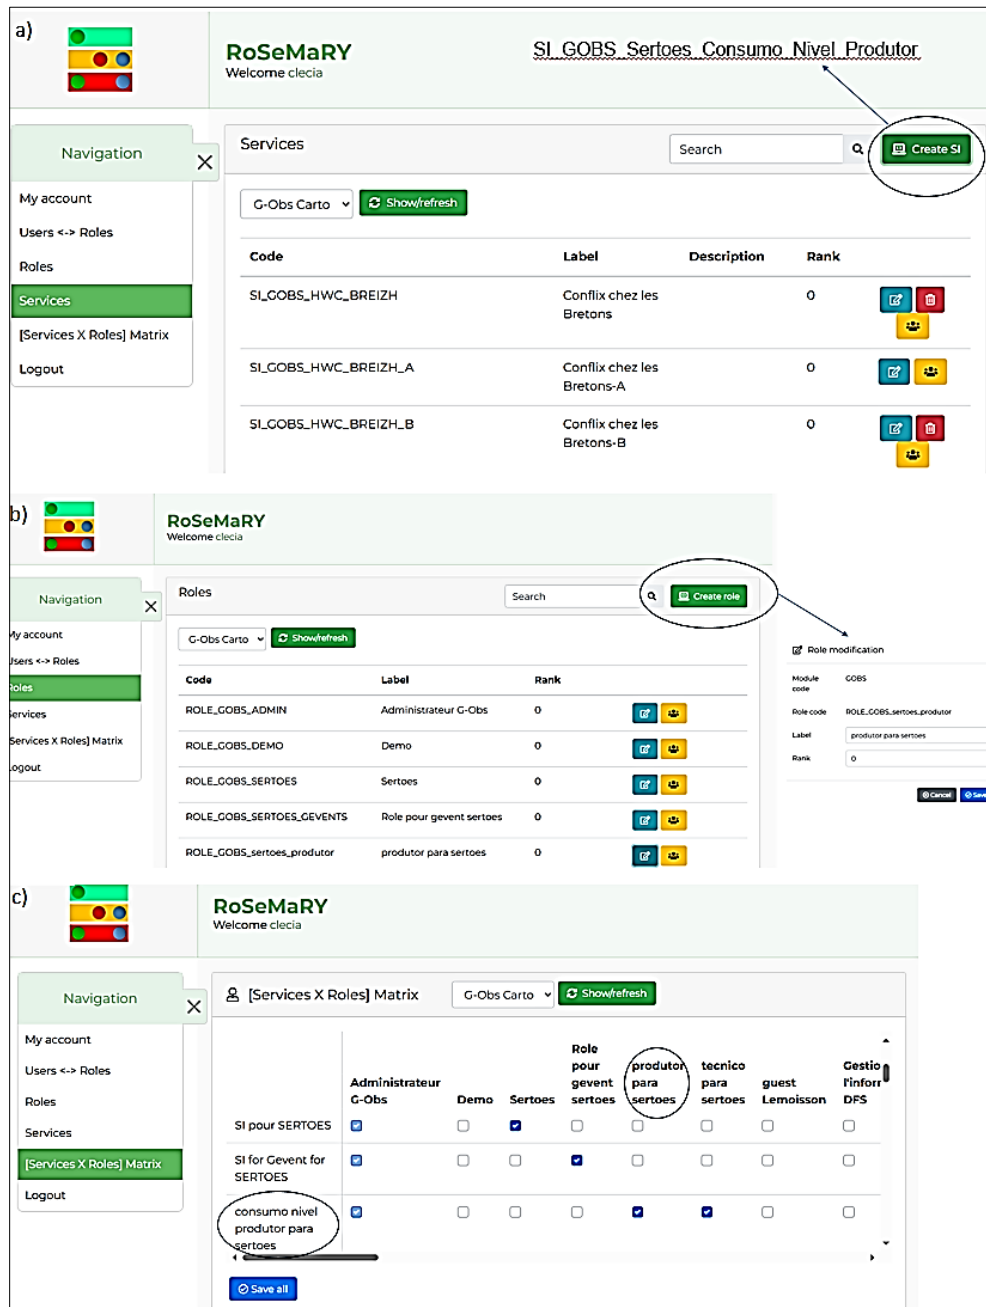 a)
RoSeMaRY
Welcome clecia
SI_GOBS_Sertoes_Consumo_Nivel_Produtor
Navigation
My account
Users <-> Roles
Roles
Services
[Services X Roles] Matrix
Logout
Services
Search
Create SI
G-Obs Carto
Show/refresh
Code Label Description Rank
SI_GOBS_HWC_BREIZH Conflix chez les 0
Bretons
SI_GOBS_HWC_BREIZH_A Conflix chez les 0
Bretons-A
SI_GOBS_HWC_BREIZH_B Conflix chez les 0
Bretons-B
b)
RoSeMaRY
Welcome clecia
Navigation
My account
Users <-> Roles
Roles
Services
[Services X Roles] Matrix
Logout
Roles
Search
Create role
G-Obs Carto
Show/refresh
Code Label Rank
ROLE_GOBS_ADMIN Administrateur G-Obs 0
ROLE_GOBS_DEMO Demo 0
ROLE_GOBS_SERTOES Sertoes 0
ROLE_GOBS_SERTOES_GEVENTS Role pour gevent sertoes 0
ROLE_GOBS_sertoes_produtor produtor para sertoes 0
Role modification
Module GOBS
code
Role code ROLE_GOBS_sertoes_produtor
Label produtor para sertoes
Rank 0
Cancel Save
c)
RoSeMaRY
Welcome clecia
Navigation
My account
Users <-> Roles
Roles
Services
[Services X Roles] Matrix
Logout
[Services X Roles] Matrix
G-Obs Carto
Show/refresh
Administrateur
G-Obs
Demo
Sertoes
Role
pour
gevent
sertoes
produtor
para
sertoes
tecnico
para
sertoes
guest
Lemoisson
Gestio
l'inforr
DFS
SI pour SERTOES
SI for Gevent for
SERTOES
consumo nivel
produtor para
sertoes
Save all